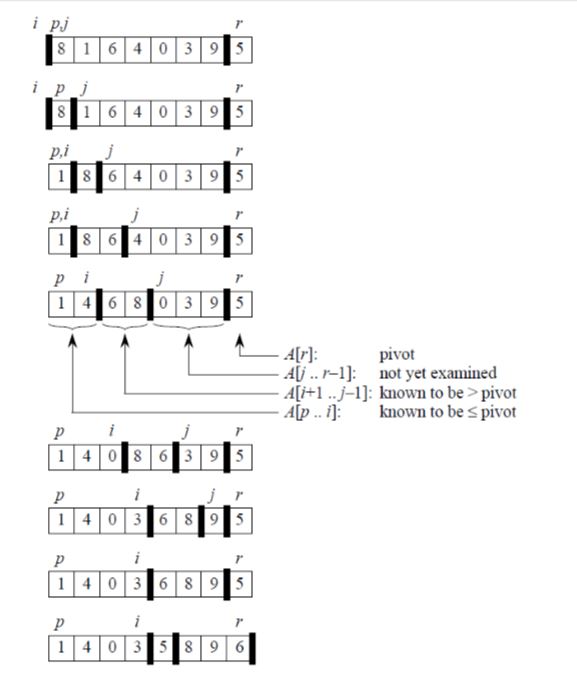 i p,j r
8 1 6 4 0 3 9 5
i p j r
8 1 6 4 0 3 9 5
p,i j r
1 8 6 4 0 3 9 5
p,i j r
1 8 6 4 0 3 9 5
p i j r
1 4 6 8 0 3 9 5
A[r]: pivot
A[j .. r–1]: not yet examined
A[i+1 .. j–1]: known to be > pivot
A[p .. i]: known to be ≤ pivot
p i j r
1 4 0 8 6 3 9 5
p i j r
1 4 0 3 6 8 9 5
p i r
1 4 0 3 6 8 9 5
p i r
1 4 0 3 5 8 9 6